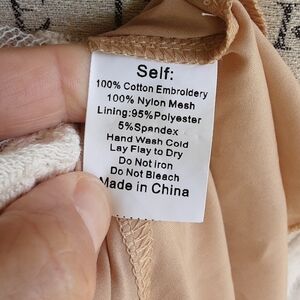 Self:
100% Cotton Embroidery
100% Nylon Mesh
Lining:95%Polyester
5%Spandex
Hand Wash Cold
Lay Flay to Dry
Do Not Iron
Do Not Bleach
Made in China